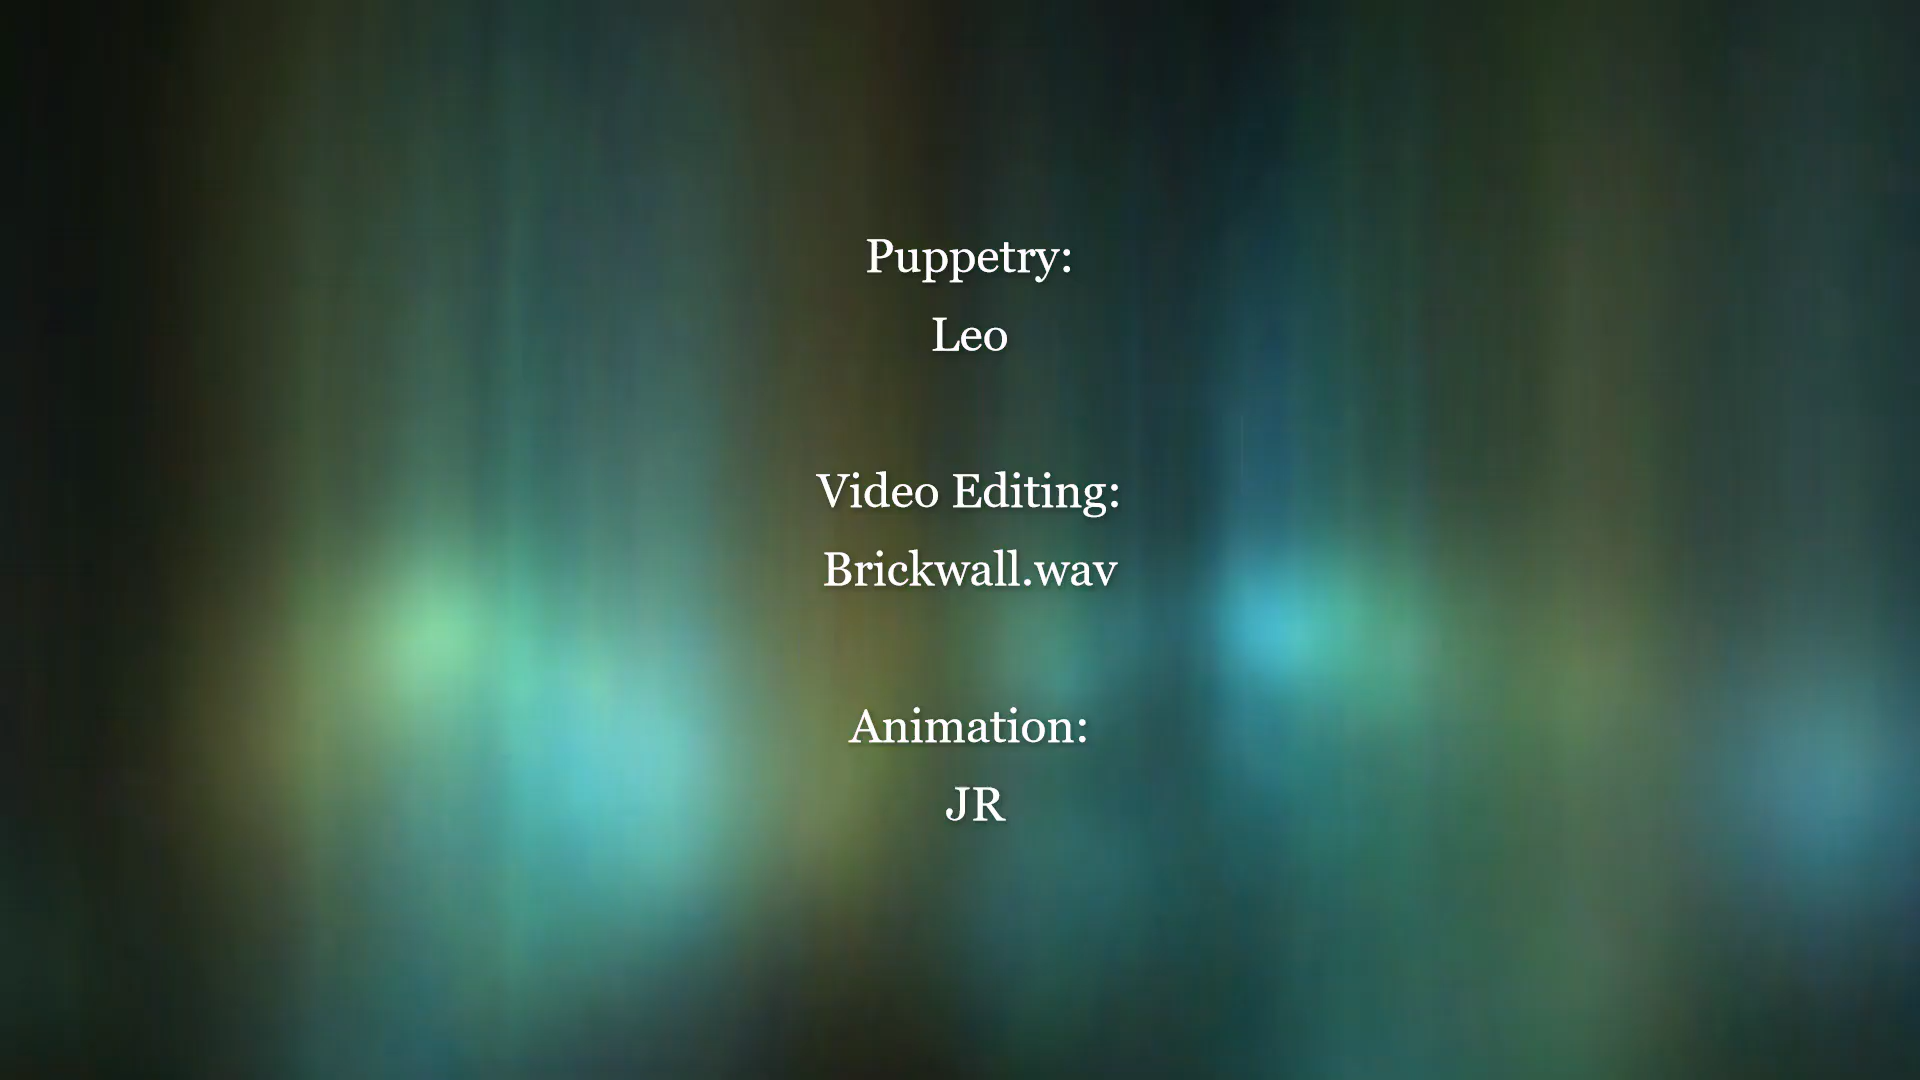 Puppetry:
Leo
Video Editing:
Brickwall.wav
Animation:
JR